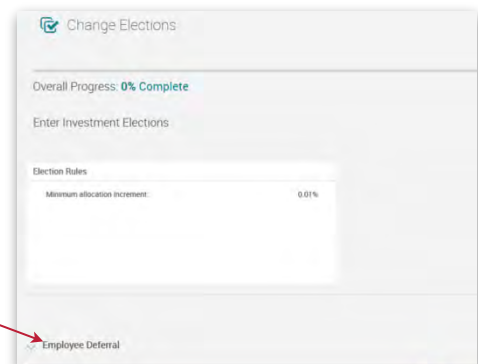 Change Elections
Overall Progress: 0% Complete
Enter Investment Elections
Election Rules
Minimum allocation increment: 0.01%
Employee Deferral